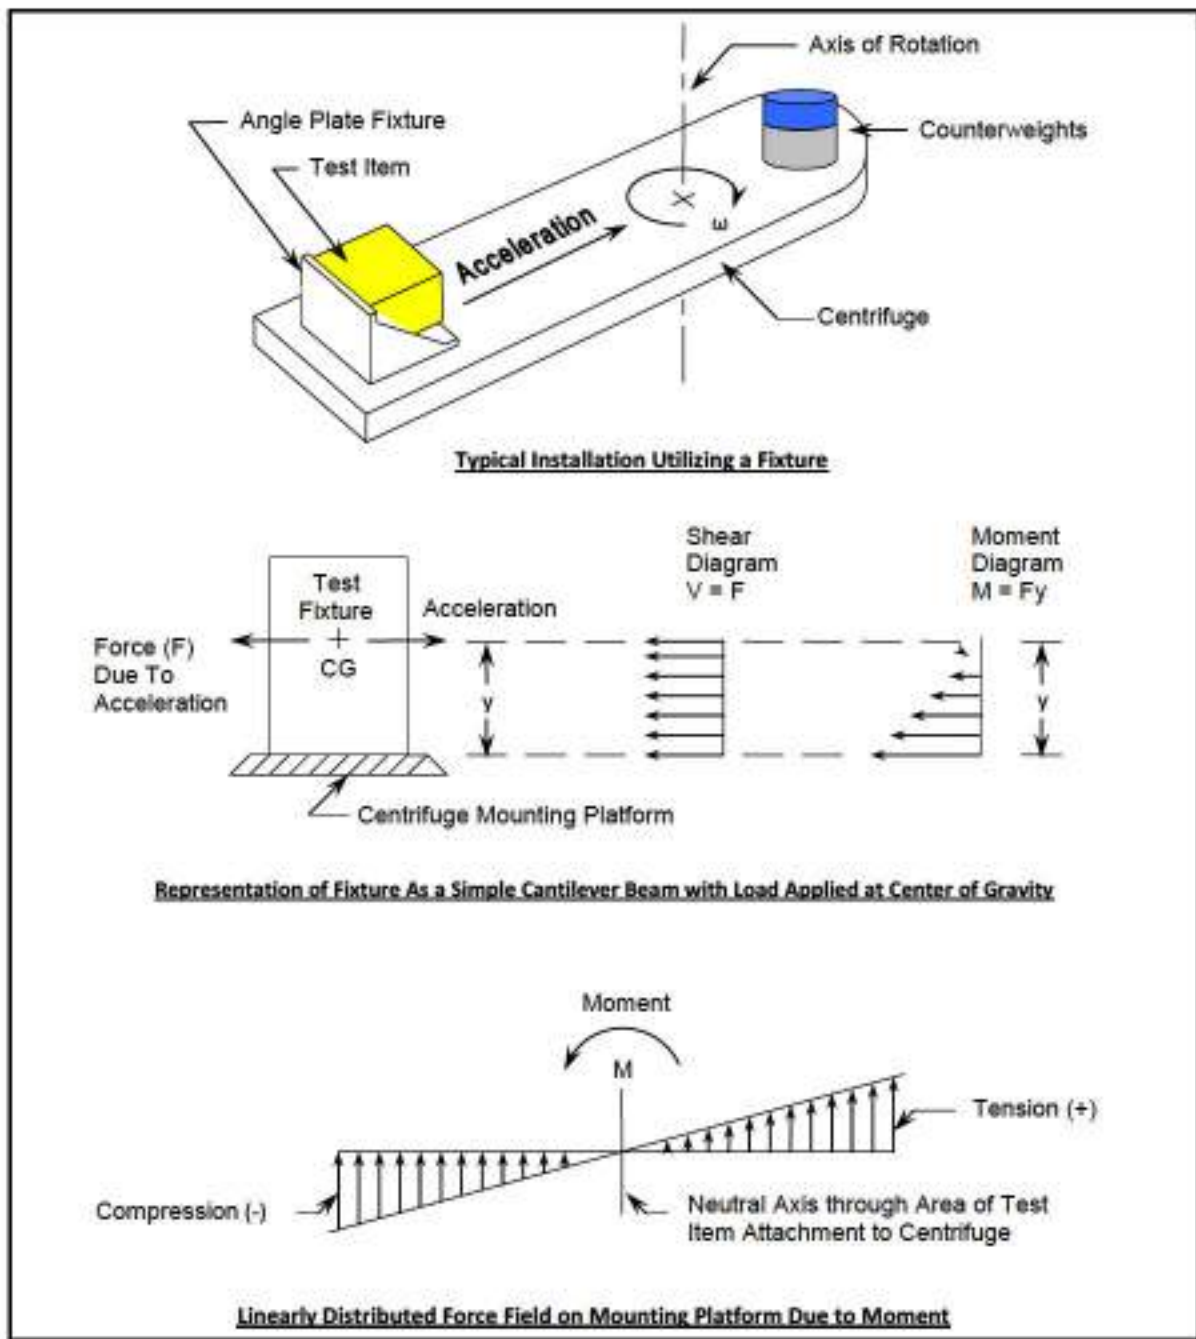 Axis of Rotation
Angle Plate Fixture
Counterweights
Test Item
Acceleration
X
ω
Centrifuge
Typical Installation Utilizing a Fixture
Shear
Diagram
V = F
Moment
Diagram
M = Fy
Test
Fixture
Acceleration
Force (F)
Due To
Acceleration
CG
y
y
Centrifuge Mounting Platform
Representation of Fixture As a Simple Cantilever Beam with Load Applied at Center of Gravity
Moment
M
Tension (+)
Compression (-)
Neutral Axis through Area of Test
Item Attachment to Centrifuge
Linearly Distributed Force Field on Mounting Platform Due to Moment